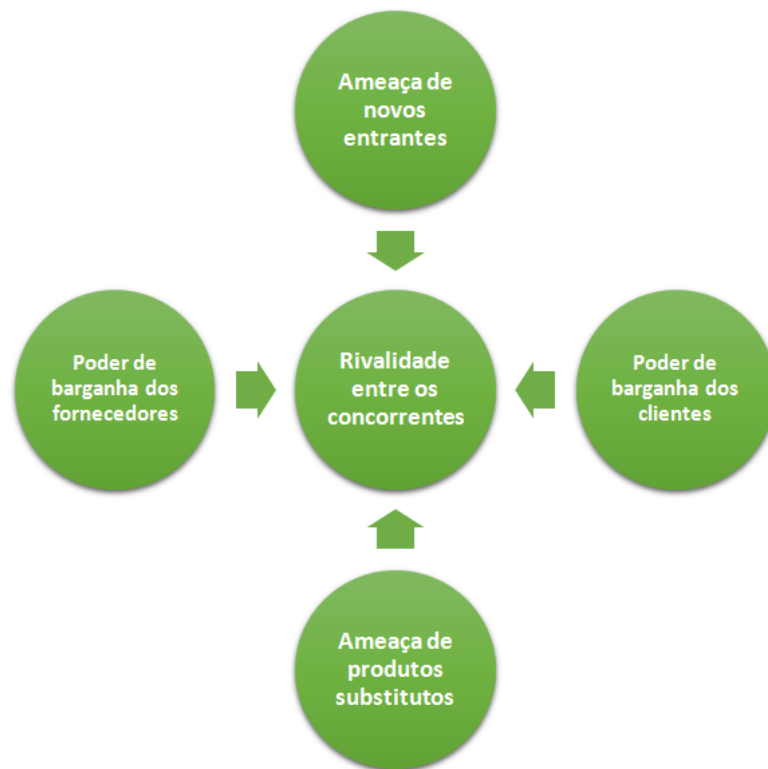 Ameaça de
novos
entrantes
Poder de
barganha dos
fornecedores
Rivalidade
entre os
concorrentes
Poder de
barganha dos
clientes
Ameaça de
produtos
substitutos